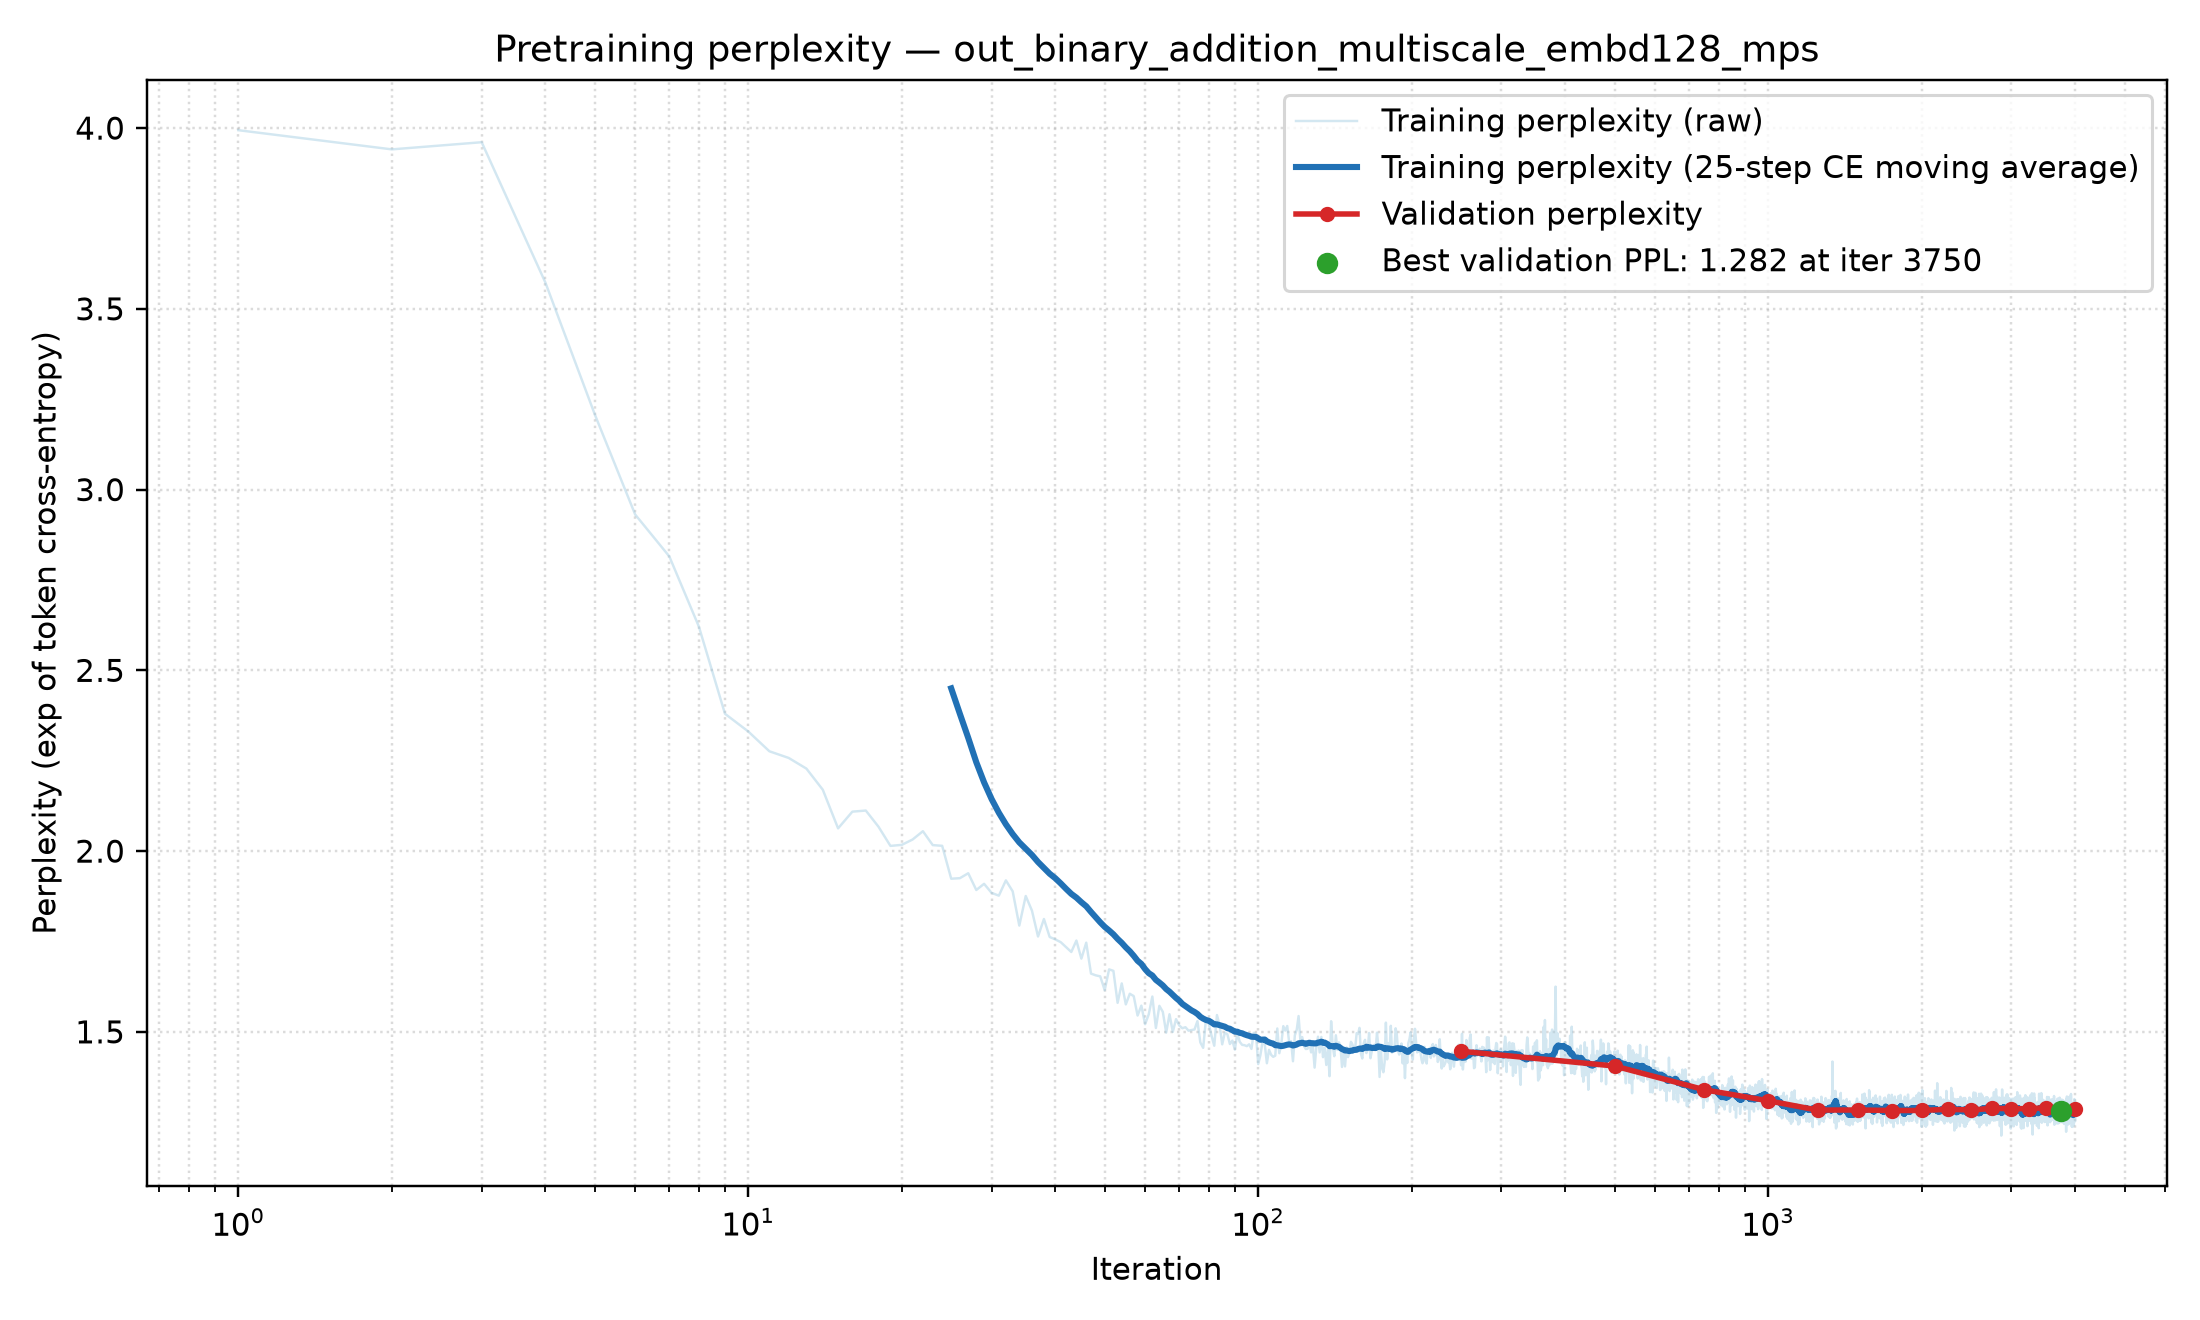 Pretraining perplexity — out_binary_addition_multiscale_embd128_mps
Training perplexity (raw)
Training perplexity (25-step CE moving average)
Validation perplexity
Best validation PPL: 1.282 at iter 3750
Perplexity (exp of token cross-entropy)
4.0
3.5
3.0
2.5
2.0
1.5
10⁰ 10¹ 10² 10³
Iteration